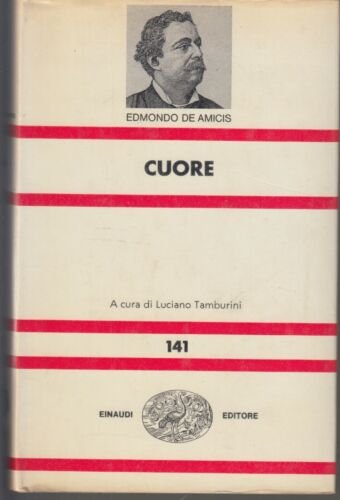 EDMONDO DE AMICIS
CUORE
A cura di Luciano Tamburini
141
EINAUDI EDITORE